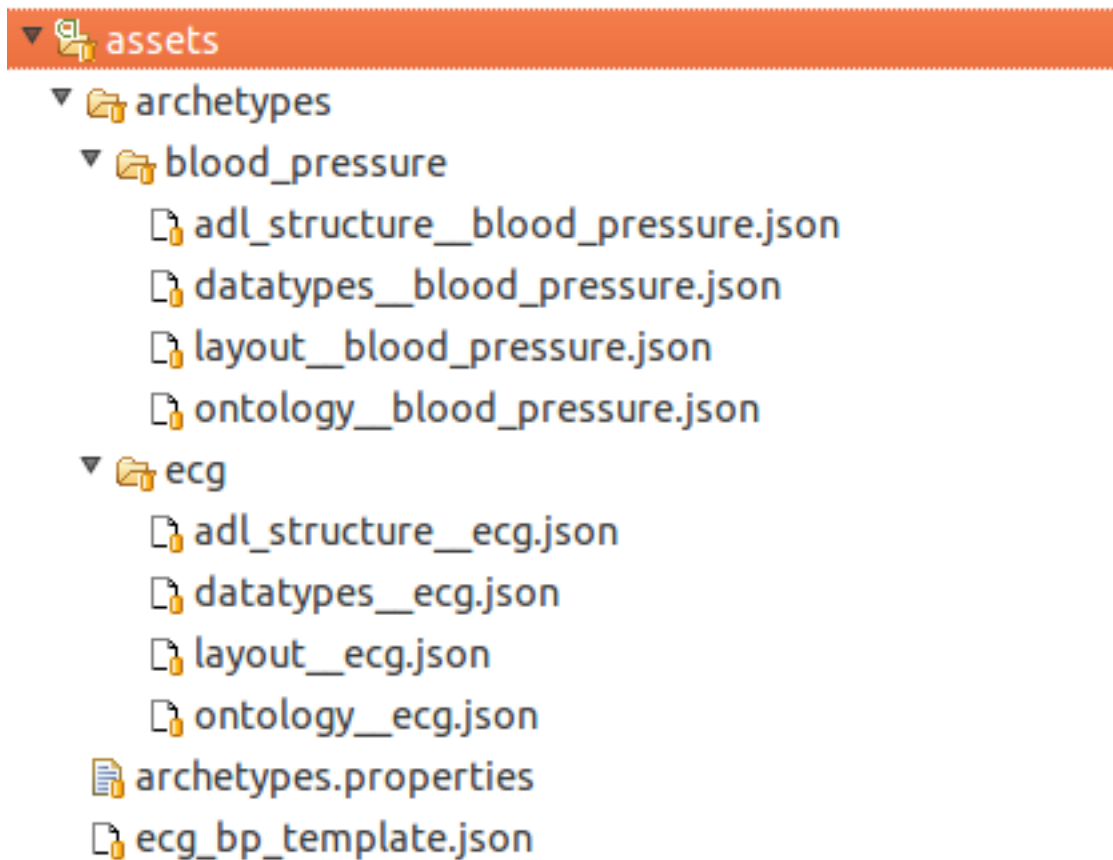 assets
archetypes
blood_pressure
adl_structure__blood_pressure.json
datatypes__blood_pressure.json
layout__blood_pressure.json
ontology__blood_pressure.json
ecg
adl_structure__ecg.json
datatypes__ecg.json
layout__ecg.json
ontology__ecg.json
archetypes.properties
ecg_bp_template.json